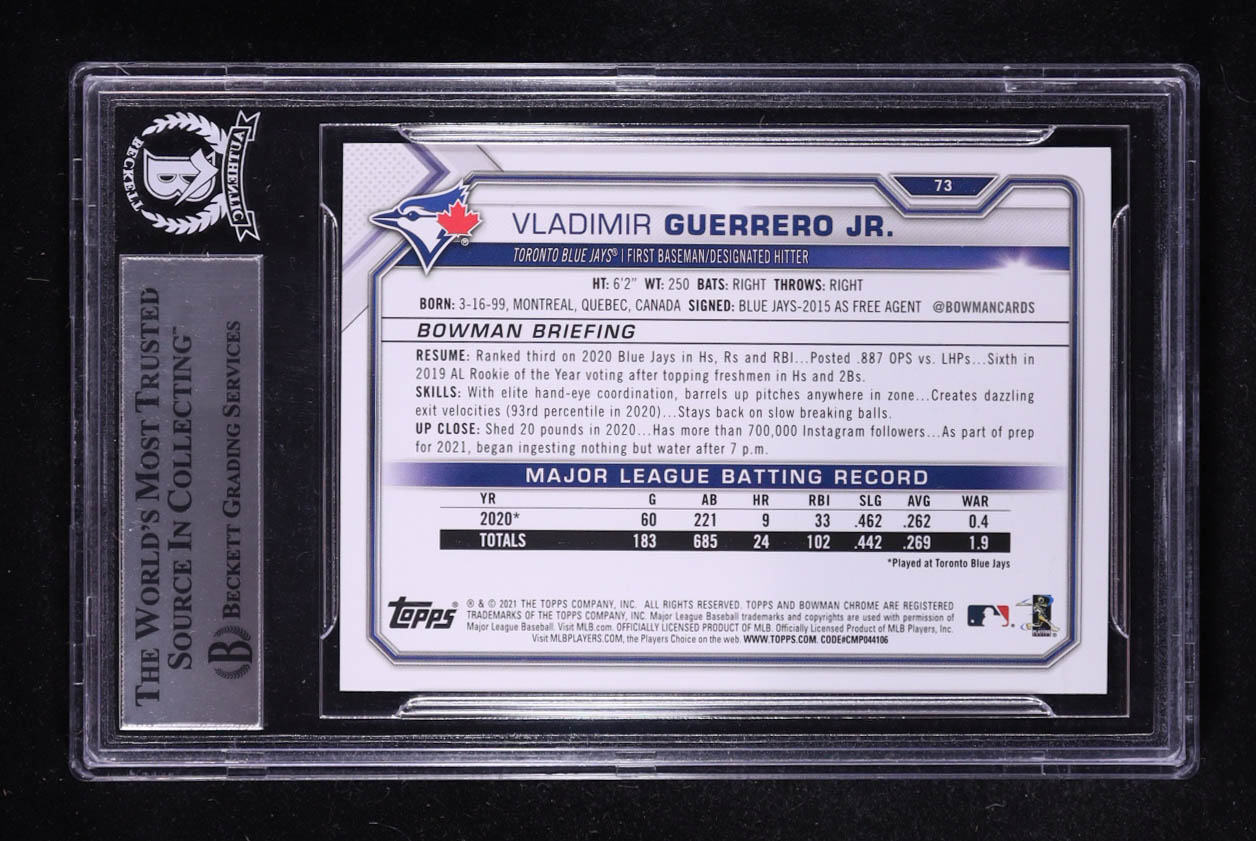 BECKETT
AUTHENTIC
B
THE WORLD'S MOST TRUSTED
SOURCE IN COLLECTING™
B BECKETT GRADING SERVICES
73
VLADIMIR GUERRERO JR.
TORONTO BLUE JAYS® | FIRST BASEMAN/DESIGNATED HITTER
HT: 6'2" WT: 250 BATS: RIGHT THROWS: RIGHT
BORN: 3-16-99, MONTREAL, QUEBEC, CANADA SIGNED: BLUE JAYS-2015 AS FREE AGENT @BOWMANCARDS
BOWMAN BRIEFING
RESUME: Ranked third on 2020 Blue Jays in Hs, Rs and RBI...Posted .887 OPS vs. LHPs...Sixth in
2019 AL Rookie of the Year voting after topping freshmen in Hs and 2Bs.
SKILLS: With elite hand-eye coordination, barrels up pitches anywhere in zone...Creates dazzling
exit velocities (93rd percentile in 2020)...Stays back on slow breaking balls.
UP CLOSE: Shed 20 pounds in 2020...Has more than 700,000 Instagram followers...As part of prep
for 2021, began ingesting nothing but water after 7 p.m.
MAJOR LEAGUE BATTING RECORD
YR G AB HR RBI SLG AVG WAR
2020* 60 221 9 33 .462 .262 0.4
TOTALS 183 685 24 102 .442 .269 1.9
*Played at Toronto Blue Jays
topps®
® & © 2021 THE TOPPS COMPANY, INC. ALL RIGHTS RESERVED. TOPPS AND BOWMAN CHROME ARE REGISTERED
TRADEMARKS OF THE TOPPS COMPANY, INC. Major League Baseball trademarks and copyrights are used with permission of
Major League Baseball. Visit MLB.com. OFFICIALLY LICENSED PRODUCT OF MLB. Officially Licensed Product of MLB Players, Inc.
Visit MLBPLAYERS.COM, the Players Choice on the web. WWW.TOPPS.COM. CODE#CMP044106